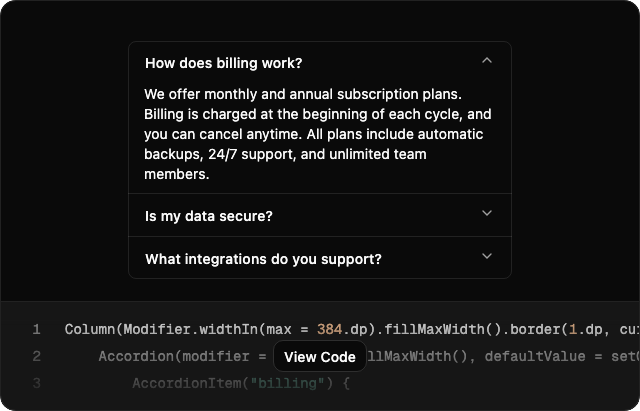 How does billing work?
We offer monthly and annual subscription plans.
Billing is charged at the beginning of each cycle, and
you can cancel anytime. All plans include automatic
backups, 24/7 support, and unlimited team
members.
Is my data secure?
What integrations do you support?
1 Column(Modifier.widthIn(max = 384.dp).fillMaxWidth().border(1.dp,
2 Accordion(modifier = llMaxWidth(), defaultValue =
View Code
3 AccordionItem("billing") {